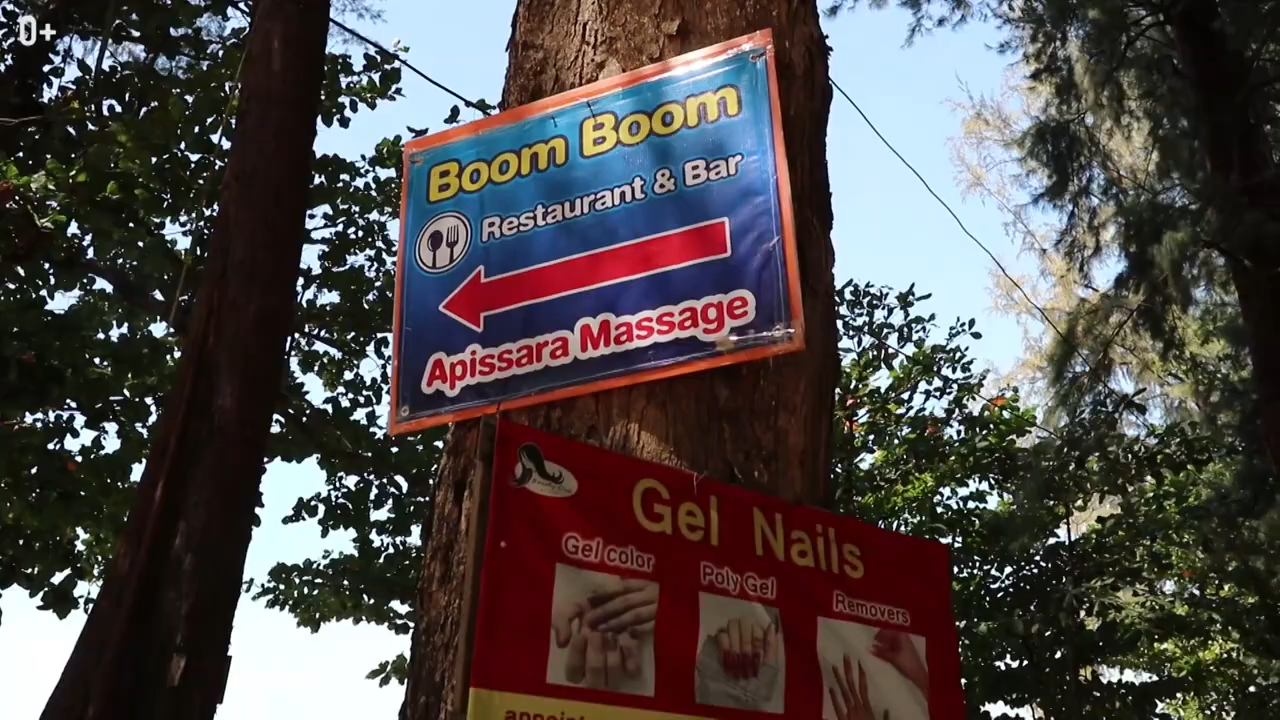 0+
Boom Boom
Restaurant & Bar
Apissara Massage
Gel Nails
Gel color
Poly Gel
Removers